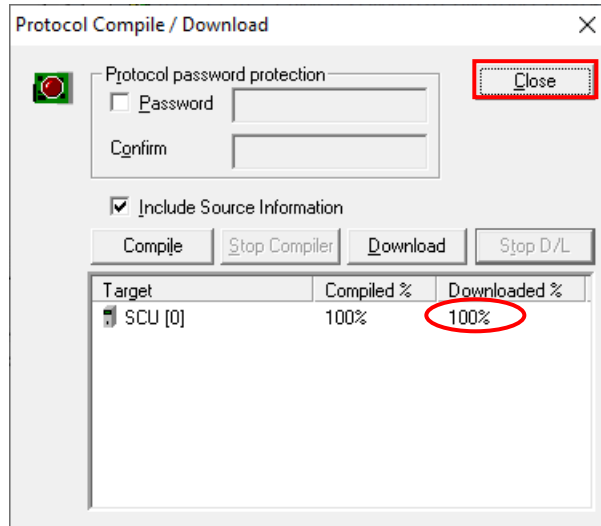 Protocol Compile / Download
Protocol password protection
Close
Password
Confirm
Include Source Information
Compile Stop Compiler Download Stop D/L
Target Compiled % Downloaded %
SCU [0] 100% 100%